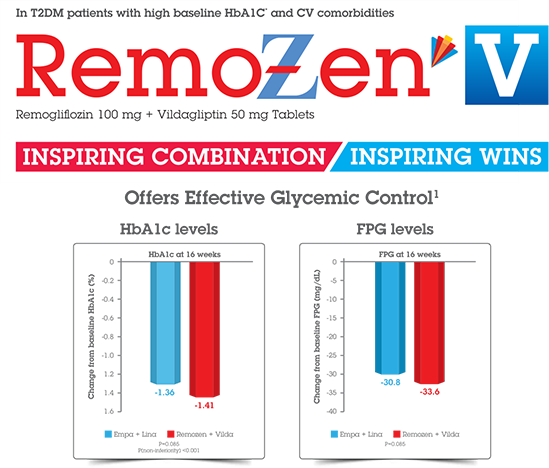 In T2DM patients with high baseline HbA1C* and CV comorbidities
RemoZen V
Remogliflozin 100 mg + Vildagliptin 50 mg Tablets
INSPIRING COMBINATION INSPIRING WINS
Offers Effective Glycemic Control¹
HbA1c levels
HbA1c at 16 weeks
Change from baseline HbA1c (%)
0
-0.2
-0.4
-0.6
-0.8
-1.0
-1.2
1.4
1.6
-1.36
-1.41
Empa + Lina
Remozen + Vilda
P=0.085
P(non-inferiority) <0.001
FPG levels
FPG at 16 weeks
Change from baseline FPG (mg/dL)
0
-5
-10
-15
-20
-25
-30
-35
-40
-30.8
-33.6
Empa + Lina
Remozen + Vilda
P=0.085